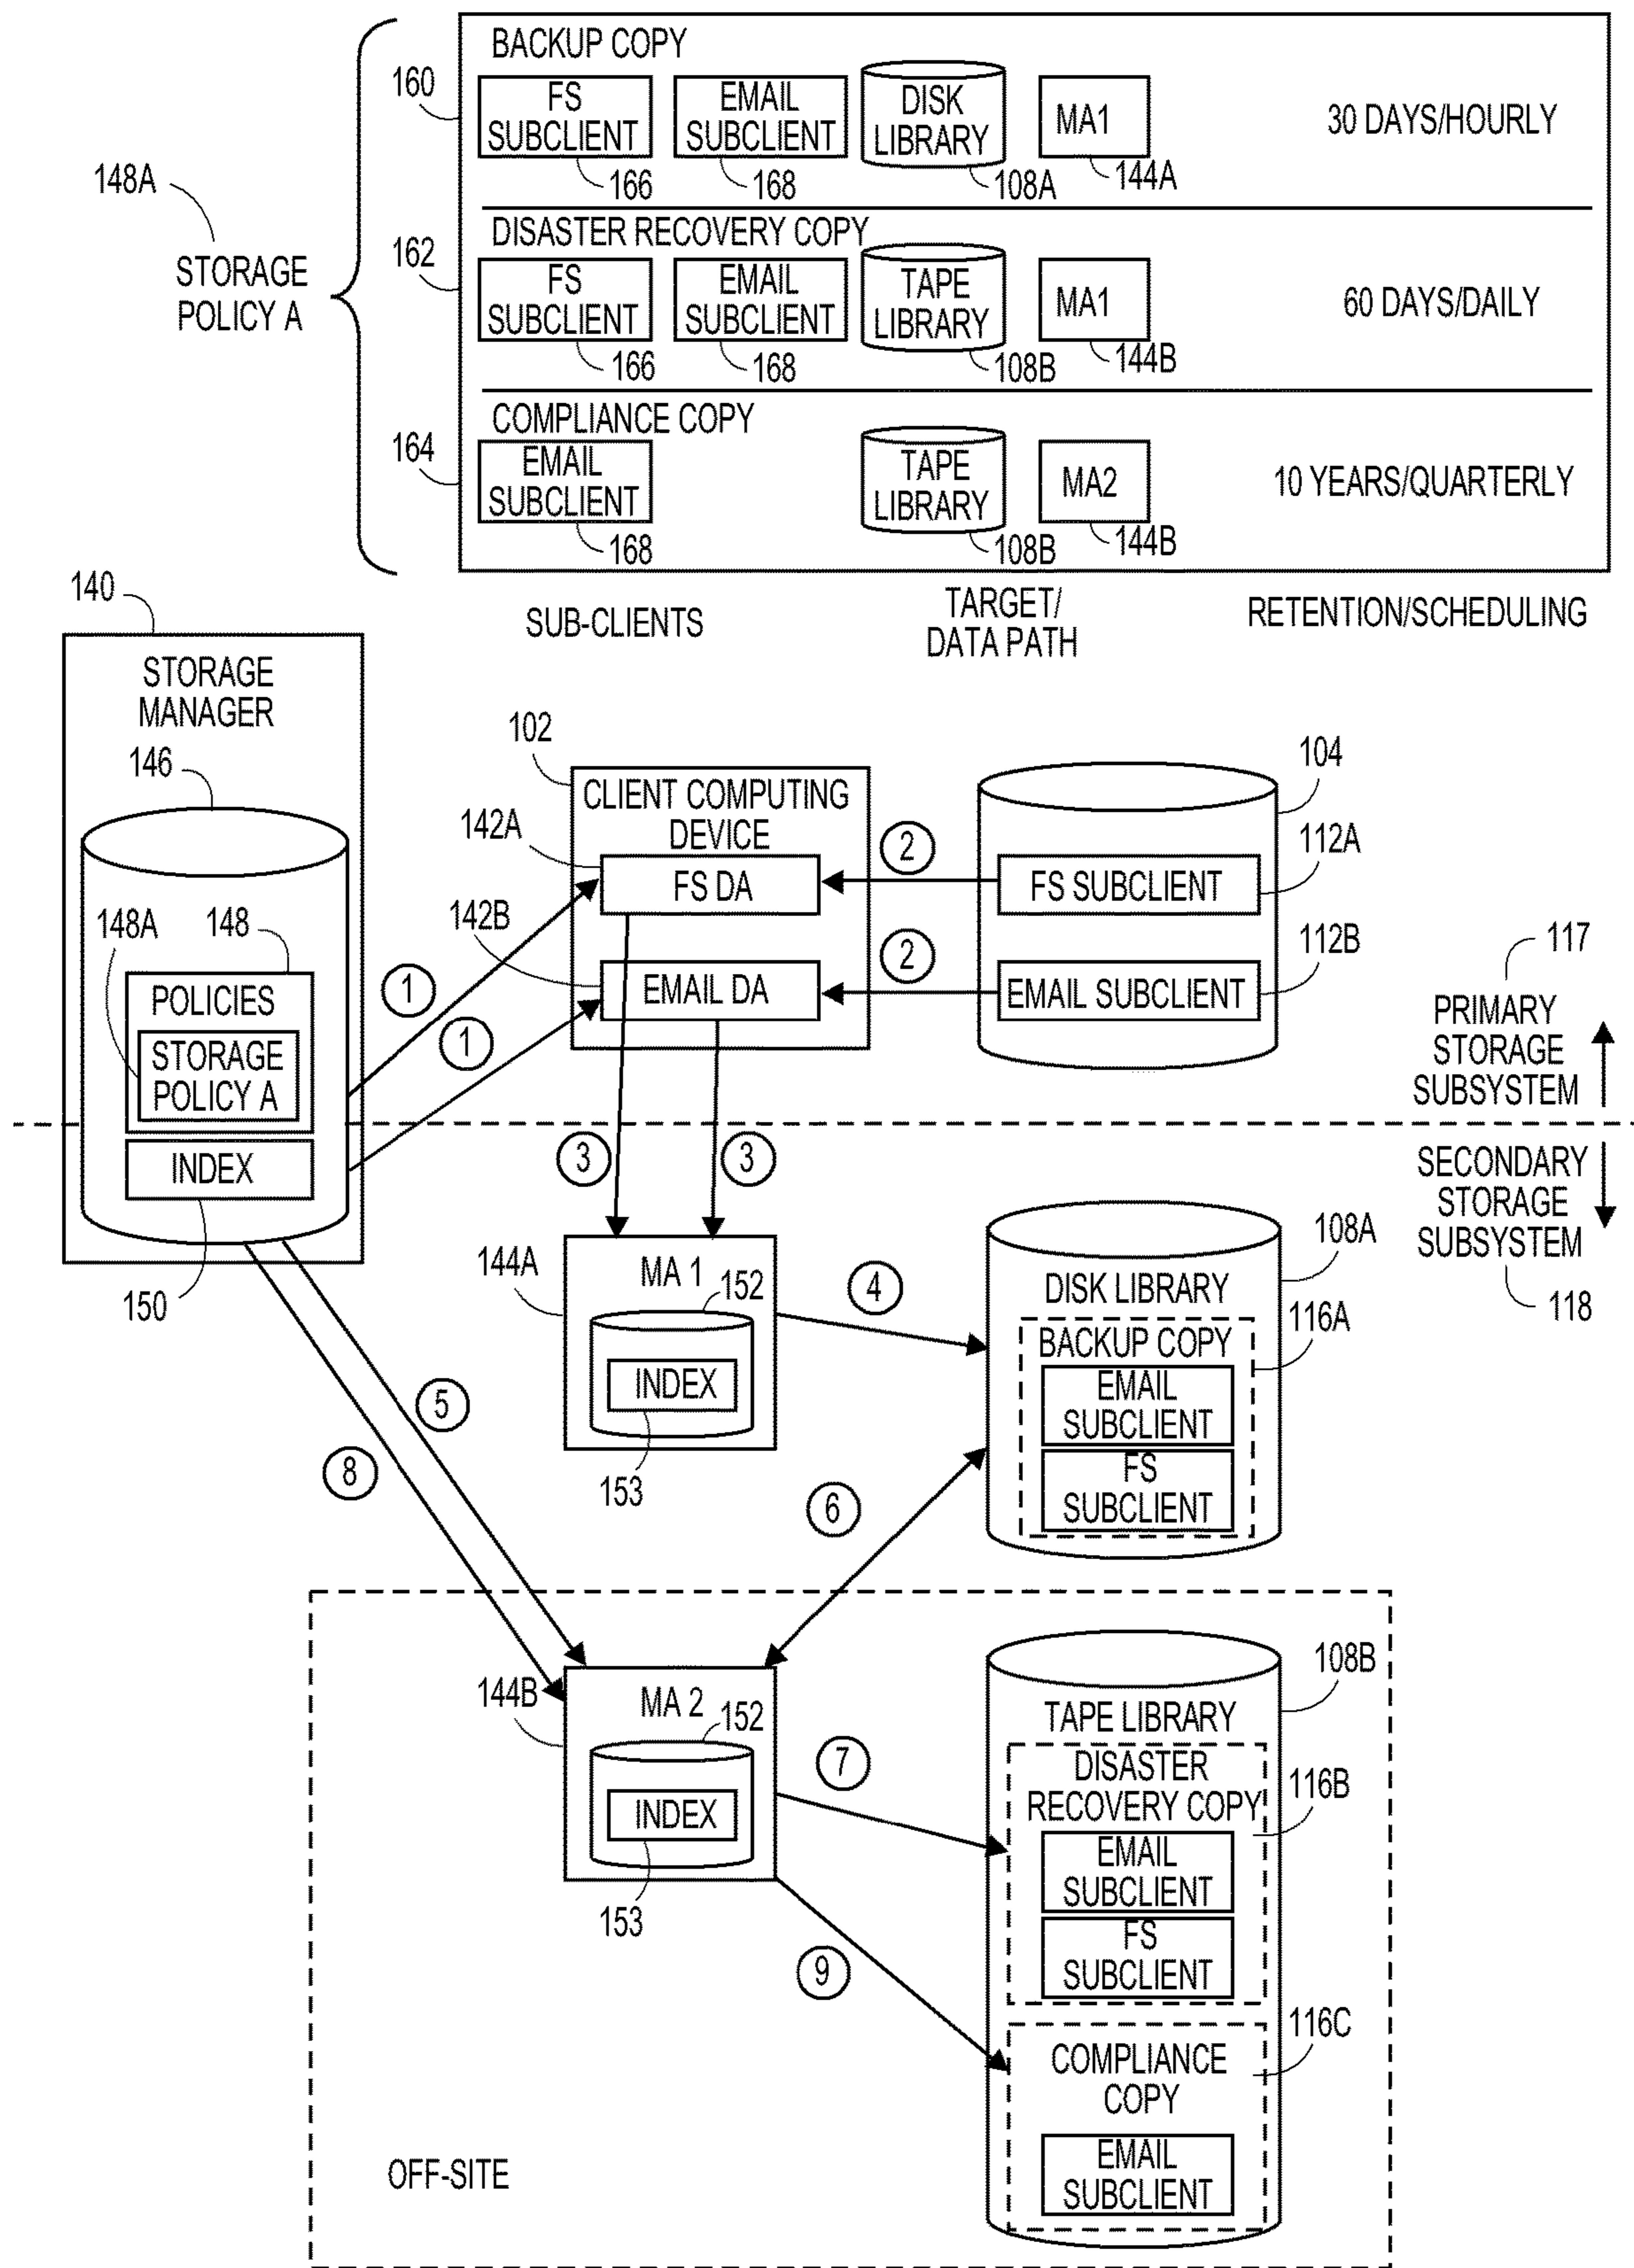 BACKUP COPY
160
FS
SUBCLIENT
166
EMAIL
SUBCLIENT
168
DISK
LIBRARY
108A
MA1
144A
30 DAYS/HOURLY
148A
STORAGE
POLICY A
DISASTER RECOVERY COPY
162
FS
SUBCLIENT
166
EMAIL
SUBCLIENT
168
TAPE
LIBRARY
108B
MA1
144B
60 DAYS/DAILY
COMPLIANCE COPY
164
EMAIL
SUBCLIENT
168
TAPE
LIBRARY
108B
MA2
144B
10 YEARS/QUARTERLY
SUB-CLIENTS
TARGET/
DATA PATH
RETENTION/SCHEDULING
140
STORAGE
MANAGER
146
148A
148
POLICIES
STORAGE
POLICY A
INDEX
150
102
CLIENT COMPUTING
DEVICE
142A
FS DA
142B
EMAIL DA
104
FS SUBCLIENT
112A
EMAIL SUBCLIENT
112B
1
1
2
2
117
PRIMARY
STORAGE
SUBSYSTEM
SECONDARY
STORAGE
SUBSYSTEM
118
3
3
144A
MA 1
152
INDEX
153
4
108A
DISK LIBRARY
BACKUP COPY
116A
EMAIL
SUBCLIENT
FS
SUBCLIENT
5
8
6
144B
MA 2
152
INDEX
153
7
9
108B
TAPE LIBRARY
DISASTER
RECOVERY COPY
116B
EMAIL
SUBCLIENT
FS
SUBCLIENT
116C
COMPLIANCE
COPY
EMAIL
SUBCLIENT
OFF-SITE